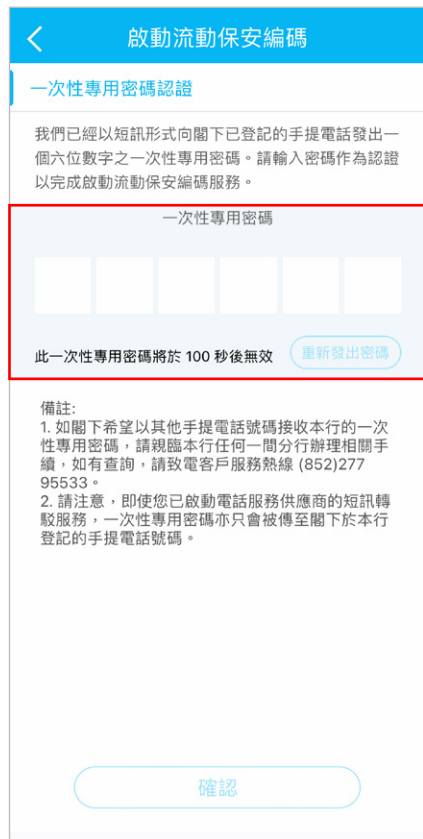 啟動流動保安編碼
一次性專用密碼認證
我們已經以短訊形式向閣下已登記的手提電話發出一
個六位數字之一次性專用密碼。請輸入密碼作為認證
以完成啟動流動保安編碼服務。
一次性專用密碼
此一次性專用密碼將於 100 秒後無效
重新發出密碼
備註:
1. 如閣下希望以其他手提電話號碼接收本行的一次
性專用密碼，請親臨本行任何一間分行辦理相關手
續，如有查詢，請致電客戶服務熱線 (852)277
95533。
2. 請注意，即使您已啟動電話服務供應商的短訊轉
駁服務，一次性專用密碼亦只會被傳至閣下於本行
登記的手提電話號碼。
確認